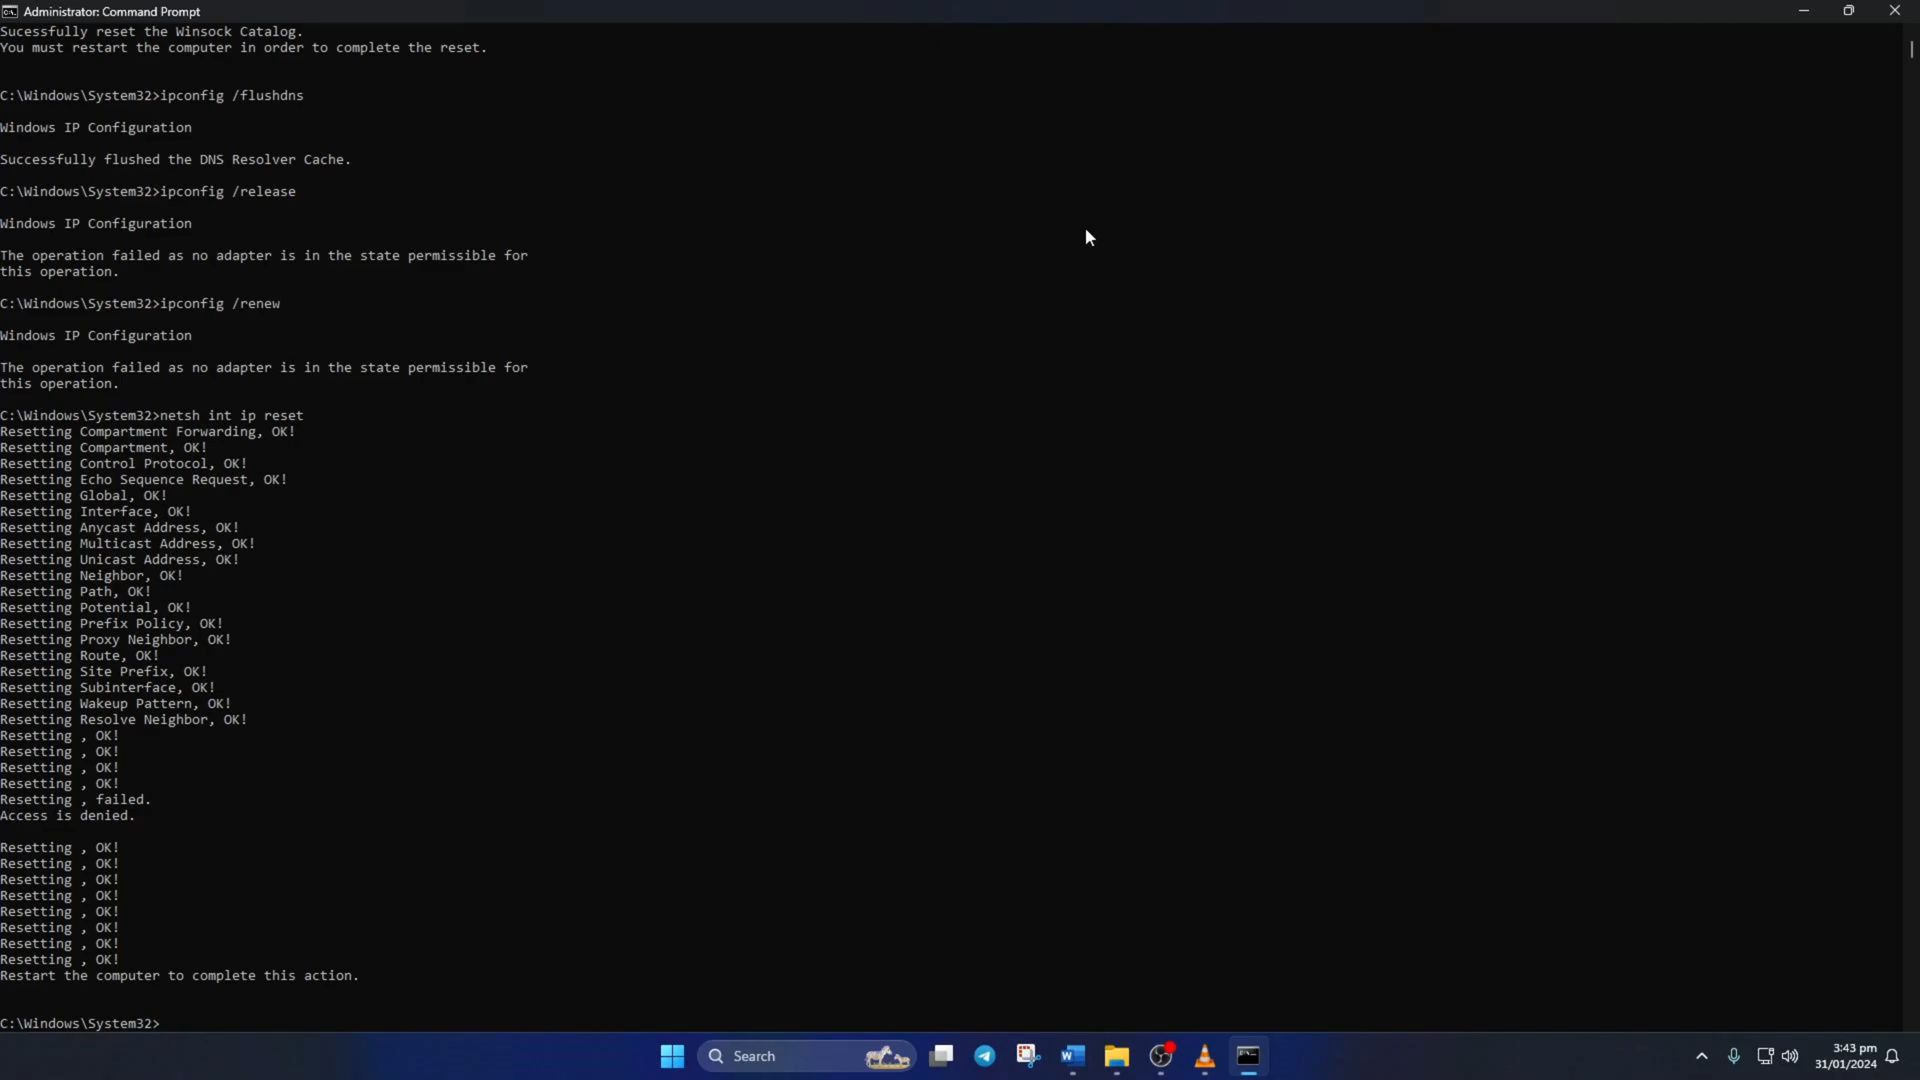 Administrator: Command Prompt
Sucessfully reset the Winsock Catalog.
You must restart the computer in order to complete the reset.
C:\Windows\System32>ipconfig /flushdns
Windows IP Configuration
Successfully flushed the DNS Resolver Cache.
C:\Windows\System32>ipconfig /release
Windows IP Configuration
The operation failed as no adapter is in the state permissible for
this operation.
C:\Windows\System32>ipconfig /renew
Windows IP Configuration
The operation failed as no adapter is in the state permissible for
this operation.
C:\Windows\System32>netsh int ip reset
Resetting Compartment Forwarding, OK!
Resetting Compartment, OK!
Resetting Control Protocol, OK!
Resetting Echo Sequence Request, OK!
Resetting Global, OK!
Resetting Interface, OK!
Resetting Anycast Address, OK!
Resetting Multicast Address, OK!
Resetting Unicast Address, OK!
Resetting Neighbor, OK!
Resetting Path, OK!
Resetting Potential, OK!
Resetting Prefix Policy, OK!
Resetting Proxy Neighbor, OK!
Resetting Route, OK!
Resetting Site Prefix, OK!
Resetting Subinterface, OK!
Resetting Wakeup Pattern, OK!
Resetting Resolve Neighbor, OK!
Resetting , OK!
Resetting , OK!
Resetting , OK!
Resetting , OK!
Resetting , failed.
Access is denied.
Resetting , OK!
Resetting , OK!
Resetting , OK!
Resetting , OK!
Resetting , OK!
Resetting , OK!
Resetting , OK!
Resetting , OK!
Restart the computer to complete this action.
C:\Windows\System32>
Search
3:43 pm
31/01/2024